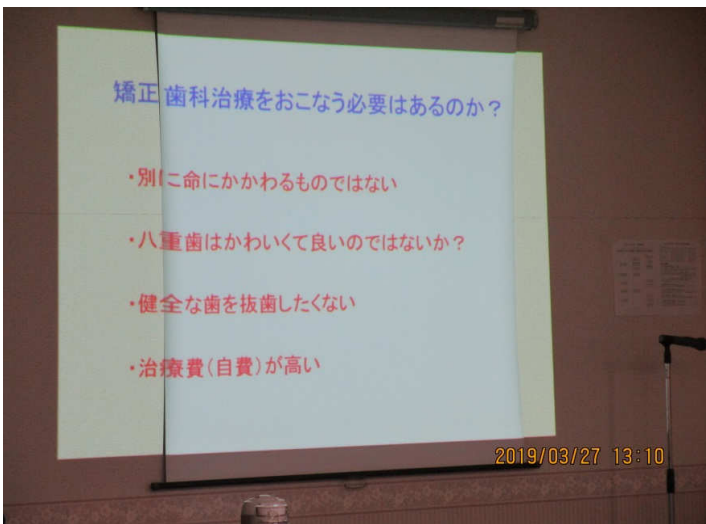 矯正歯科治療をおこなう必要はあるのか？
・別に命にかかわるものではない
・八重歯はかわいくて良いのではないか？
・健全な歯を抜歯したくない
・治療費(自費)が高い
2019/03/27 13:10